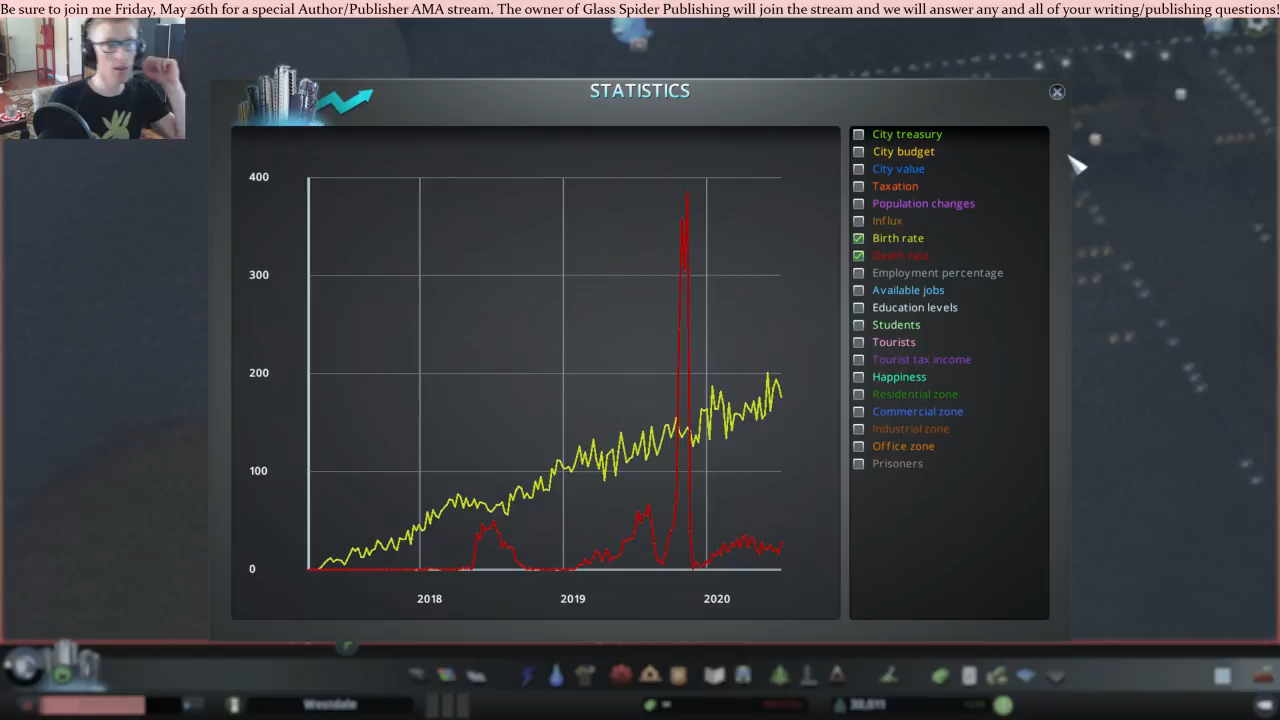 Be sure to join me Friday, May 26th for a special Author/Publisher AMA stream. The owner of Glass Spider Publishing will join the stream and we will answer any and all of your writing/publishing questions!
STATISTICS
City treasury
City budget
City value
Taxation
Population changes
Influx
Birth rate
Death rate
Employment percentage
Available jobs
Education levels
Students
Tourists
Tourist tax income
Happiness
Residential zone
Commercial zone
Industrial zone
Office zone
Prisoners
400
300
200
100
0
2018
2019
2020
Westdale